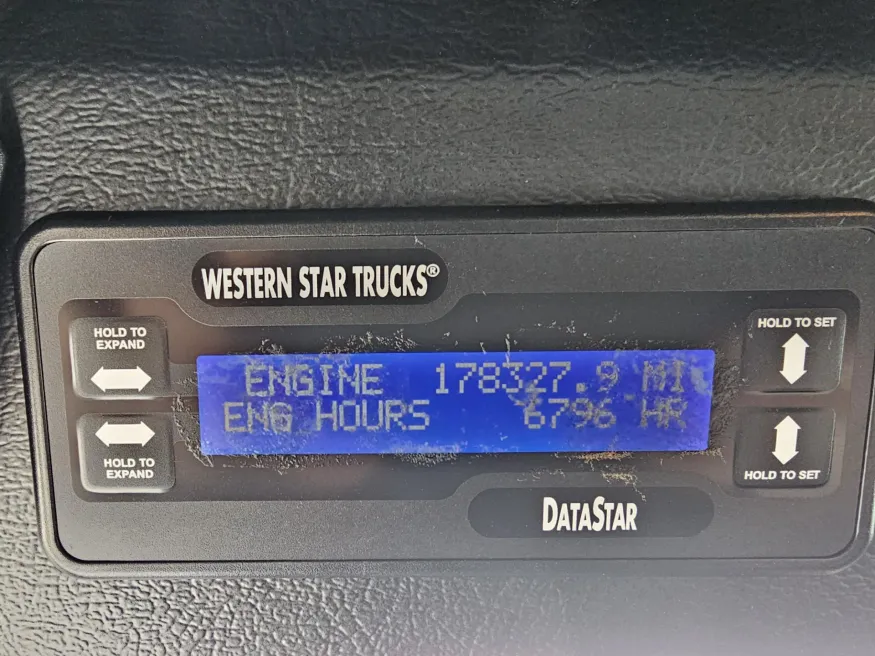 WESTERN STAR TRUCKS®
HOLD TO
EXPAND
HOLD TO SET
ENGINE 178327.9 MI
ENG HOURS 6796 HR
HOLD TO
EXPAND
HOLD TO SET
DATASTAR